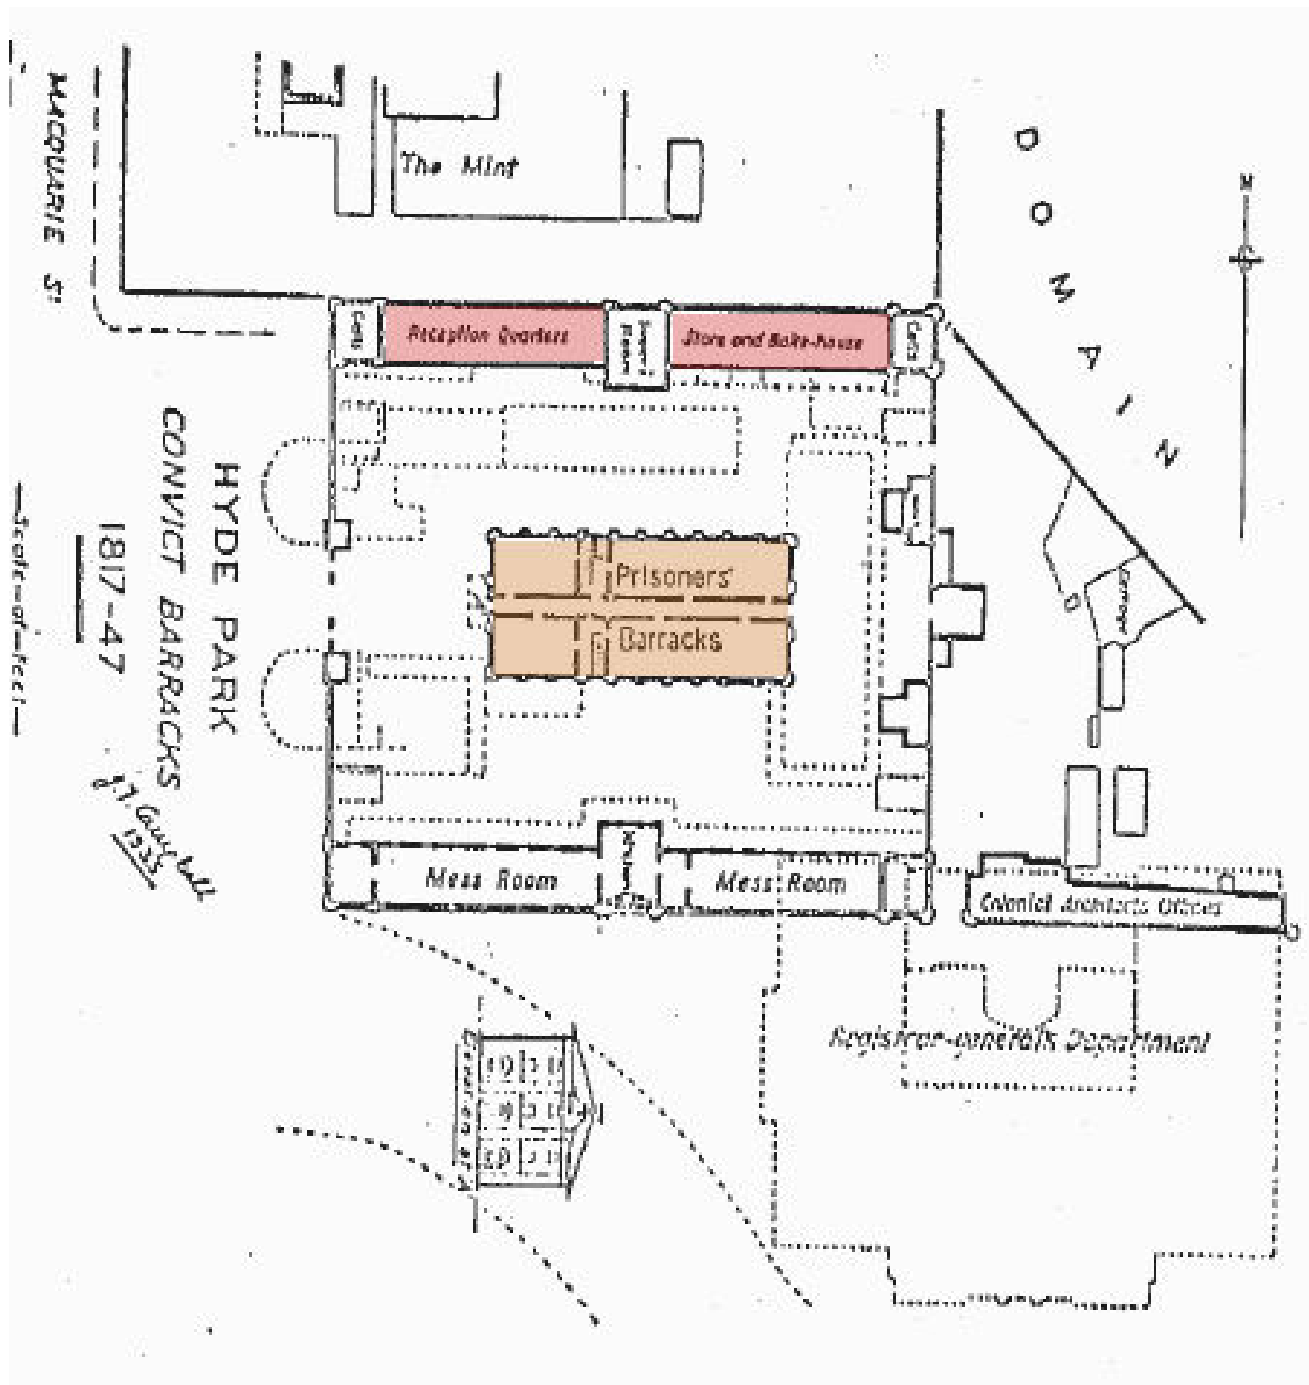 MACQUARIE ST
The Mint
DOMAIN
N
Cells
Reception Quarters
Store and Bake-house
Cells
HYDE PARK
CONVICT BARRACKS
1817-47
Prisoners'
Barracks
Mess Room
Mess Room
Colonial Architects Offices
Registrar-generals Department